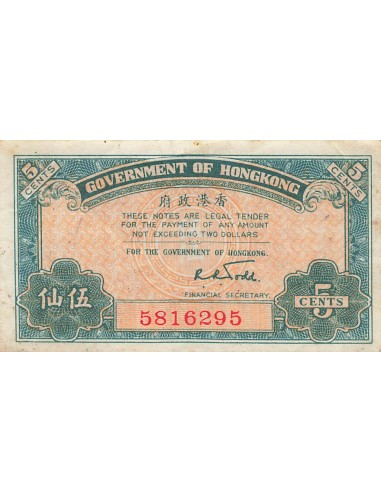 5 CENTS
5 CENTS
GOVERNMENT OF HONGKONG
府政港香
THESE NOTES ARE LEGAL TENDER
FOR THE PAYMENT OF ANY AMOUNT
NOT EXCEEDING TWO DOLLARS
FOR THE GOVERNMENT OF HONGKONG.
R.R. Todd
FINANCIAL SECRETARY.
仙伍
5
CENTS
5816295